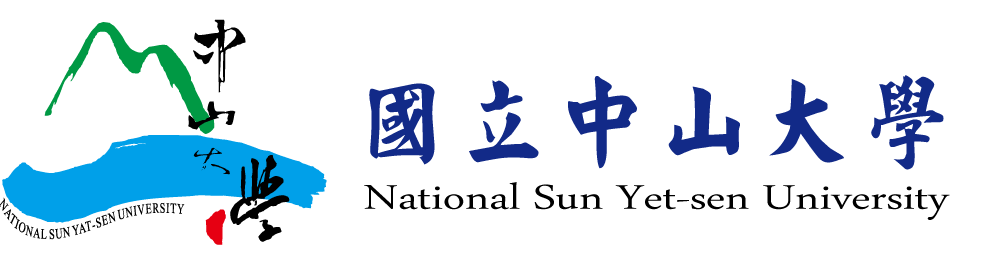 中山大學
NATIONAL SUN YAT-SEN UNIVERSITY
國立中山大學
National Sun Yet-sen University